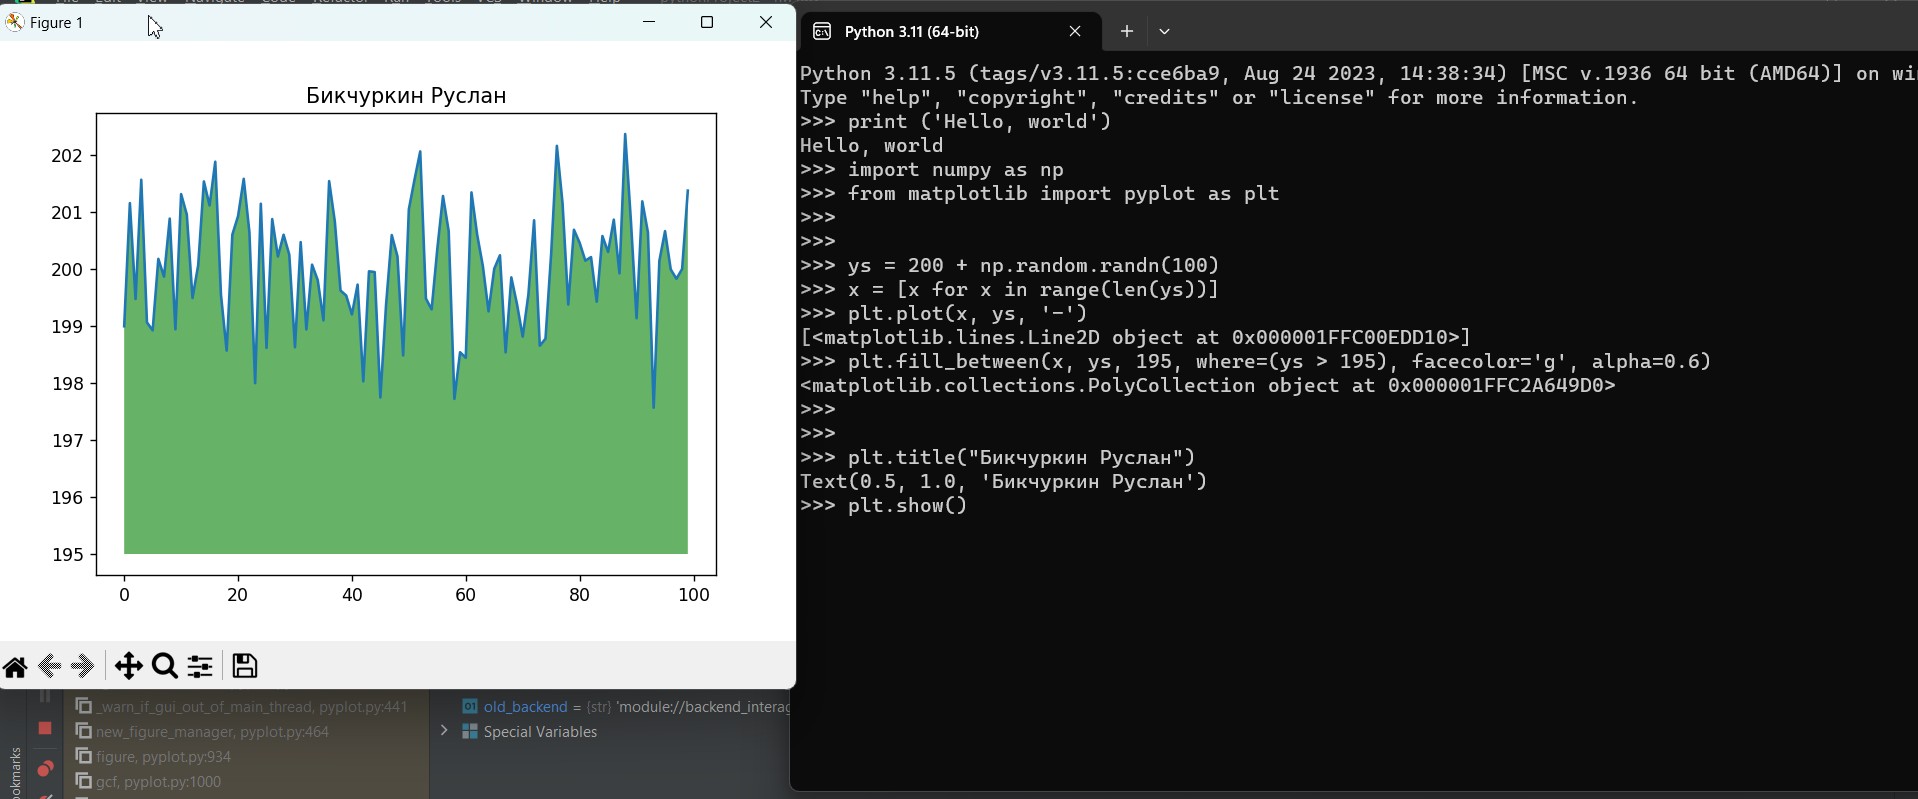 Figure 1
Бикчуркин Руслан
202
201
200
199
198
197
196
195
0 20 40 60 80 100
Python 3.11 (64-bit)
Python 3.11.5 (tags/v3.11.5:cce6ba9, Aug 24 2023, 14:38:34) [MSC v.1936 64 bit (AMD64)] on wi
Type "help", "copyright", "credits" or "license" for more information.
>>> print ('Hello, world')
Hello, world
>>> import numpy as np
>>> from matplotlib import pyplot as plt
>>>
>>>
>>> ys = 200 + np.random.randn(100)
>>> x = [x for x in range(len(ys))]
>>> plt.plot(x, ys, '-')
[<matplotlib.lines.Line2D object at 0x000001FFC00EDD10>]
>>> plt.fill_between(x, ys, 195, where=(ys > 195), facecolor='g', alpha=0.6)
<matplotlib.collections.PolyCollection object at 0x000001FFC2A649D0>
>>>
>>>
>>> plt.title("Бикчуркин Руслан")
Text(0.5, 1.0, 'Бикчуркин Руслан')
>>> plt.show()
_warn_if_gui_out_of_main_thread, pyplot.py:441
new_figure_manager, pyplot.py:464
figure, pyplot.py:934
gcf, pyplot.py:1000
old_backend = {str} 'module://backend_interag
Special Variables
ookmarks